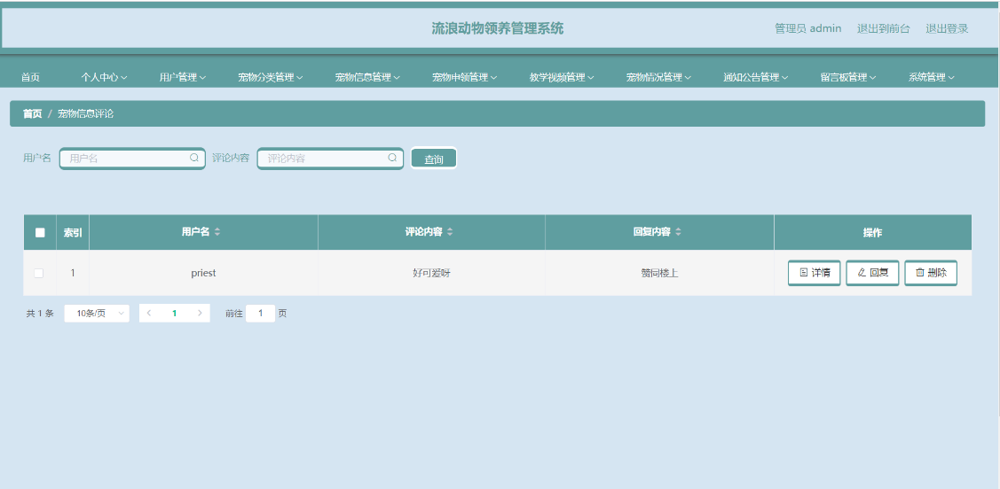 流浪动物领养管理系统
管理员 admin 退出到前台 退出登录
首页 个人中心 用户管理 宠物分类管理 宠物信息管理 宠物申领管理 教学视频管理 宠物情况管理 通知公告管理 留言板管理 系统管理
首页 / 宠物信息评论
用户名 用户名 评论内容 评论内容 查询
索引 用户名 评论内容 回复内容 操作
1 priest 好可爱呀 赞同楼上 详情 回复 删除
共 1 条 10条/页 1 前往 1 页